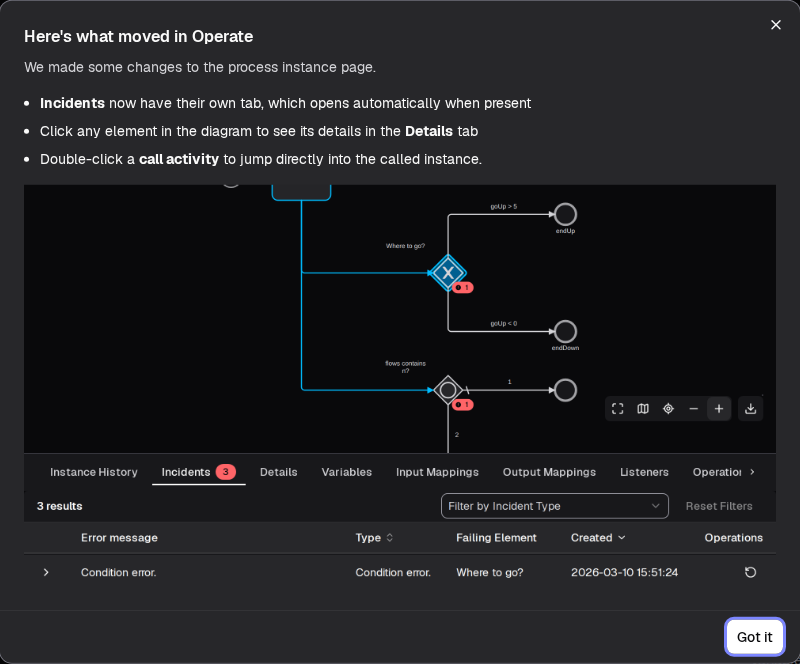 Here's what moved in Operate
We made some changes to the process instance page.
Incidents now have their own tab, which opens automatically when present
Click any element in the diagram to see its details in the Details tab
Double-click a call activity to jump directly into the called instance.
goUp > 5
endUp
Where to go?
X
1
goUp < 0
endDown
flows contains
n?
1
1
2
Instance History
Incidents 3
Details
Variables
Input Mappings
Output Mappings
Listeners
Operation
3 results
Filter by Incident Type
Reset Filters
Error message
Type
Failing Element
Created
Operations
Condition error.
Condition error.
Where to go?
2026-03-10 15:51:24
Got it